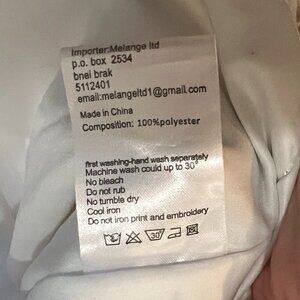 Importer:Melange ltd
p.o. box 2534
bnei brak
5112401
email:melangeltd1@gmail.com
Made in China
Composition: 100%polyester
first washing-hand wash separately
Machine wash could up to 30°
No bleach
Do not rub
No tumble dry
Cool iron
Do not iron print and embroidery
30°